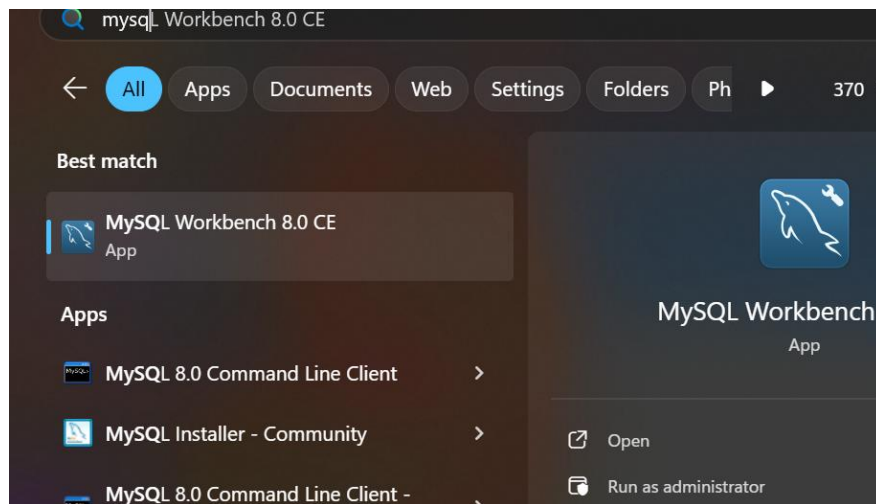 mysqL Workbench 8.0 CE
All Apps Documents Web Settings Folders Ph 370
Best match
MySQL Workbench 8.0 CE
App
Apps
MySQL 8.0 Command Line Client
MySQL Installer - Community
MySQL 8.0 Command Line Client -
MySQL Workbench
App
Open
Run as administrator